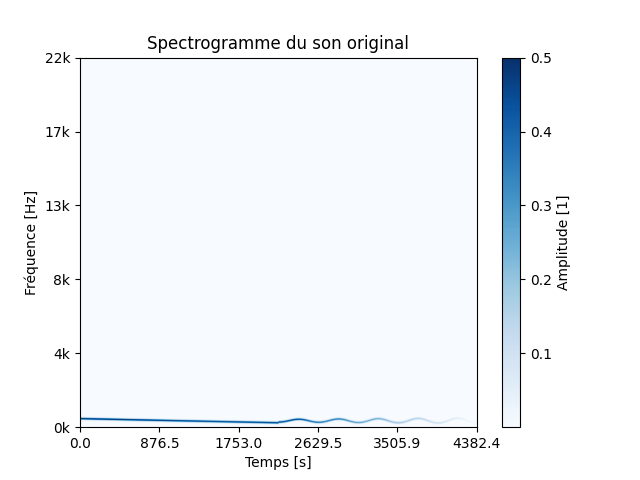 Spectrogramme du son original
22k
17k
13k
8k
4k
0k
Fréquence [Hz]
0.0 876.5 1753.0 2629.5 3505.9 4382.4
Temps [s]
0.5
0.4
0.3
0.2
0.1
Amplitude [1]